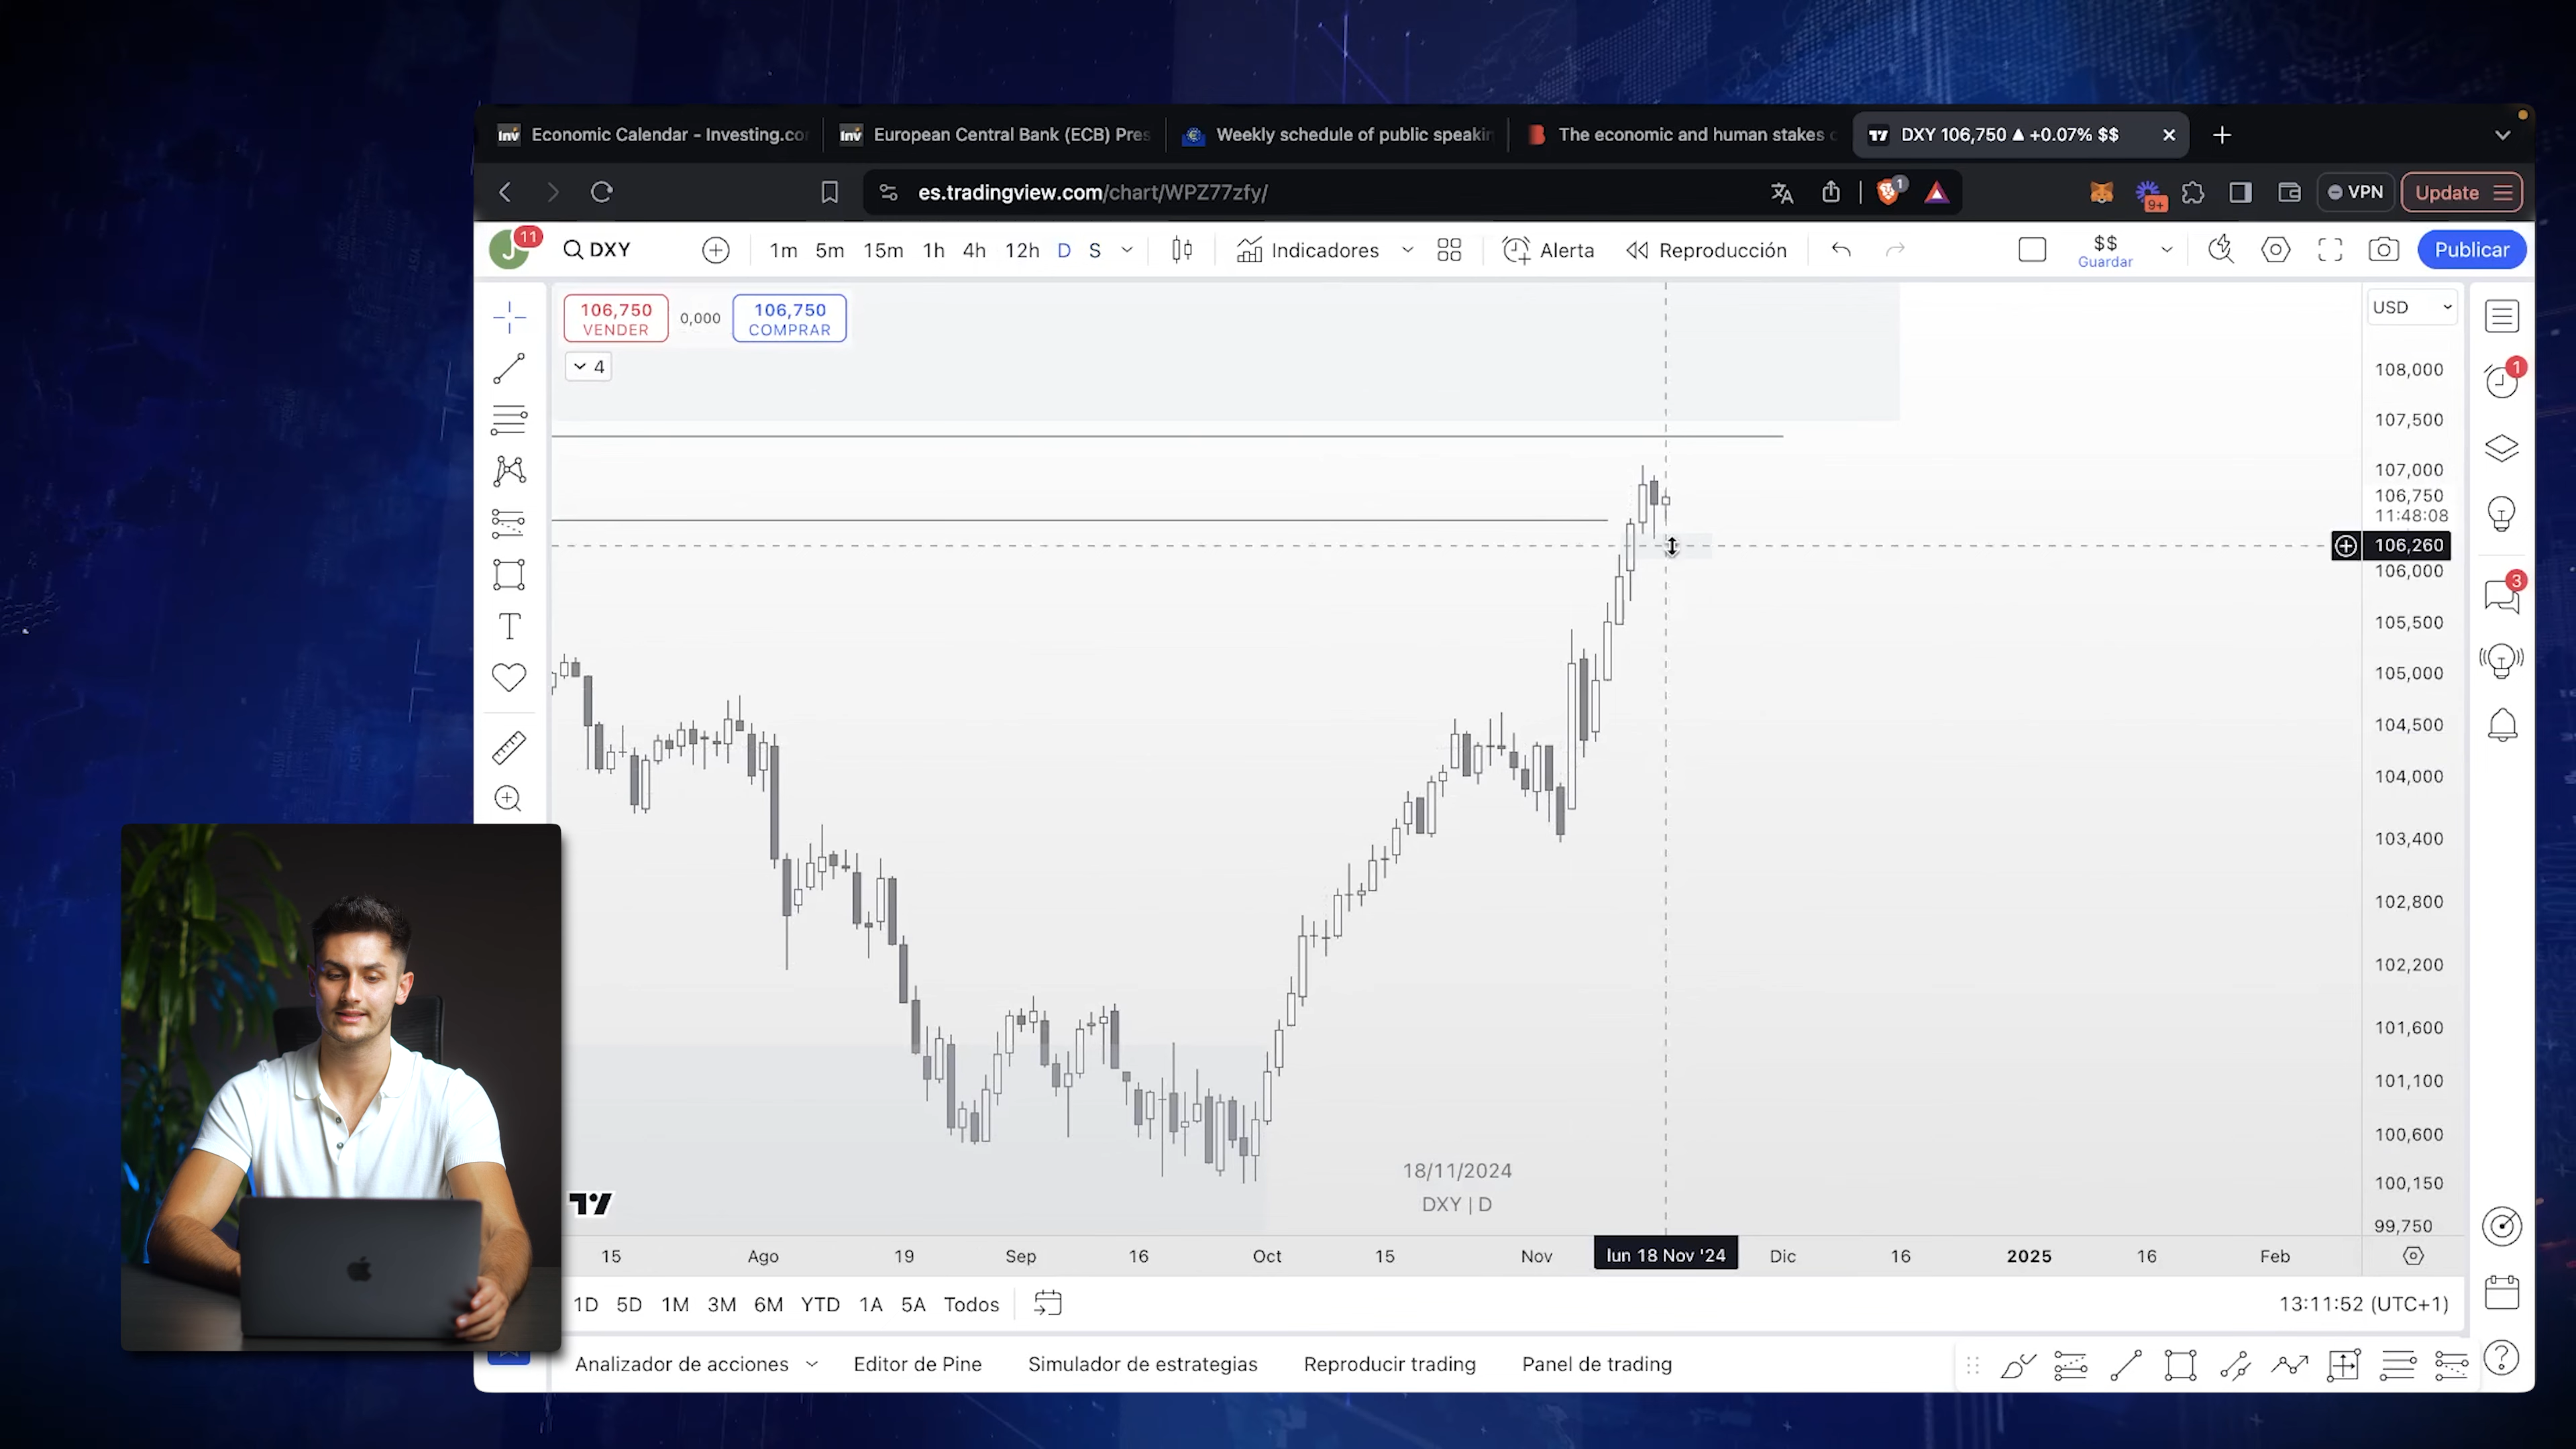 Inv Economic Calendar - Investing.co
Inv European Central Bank (ECB) Pres
Weekly schedule of public speakin
The economic and human stakes
DXY 106,750 ▲ +0.07% $$
es.tradingview.com/chart/WPZ77zfy/
1
9+
VPN
Update
J
11
DXY
1m 5m 15m 1h 4h 12h D S
Indicadores
Alerta
Reproducción
$$
Guardar
Publicar
106,750
VENDER
0,000
106,750
COMPRAR
4
USD
108,000
107,500
107,000
106,750
11:48:08
106,260
106,000
105,500
105,000
104,500
104,000
103,400
102,800
102,200
101,600
101,100
100,600
100,150
99,750
1
3
18/11/2024
DXY | D
15 Ago 19 Sep 16 Oct 15 Nov lun 18 Nov '24 Dic 16 2025 16 Feb
1D 5D 1M 3M 6M YTD 1A 5A Todos
13:11:52 (UTC+1)
Analizador de acciones
Editor de Pine
Simulador de estrategias
Reproducir trading
Panel de trading